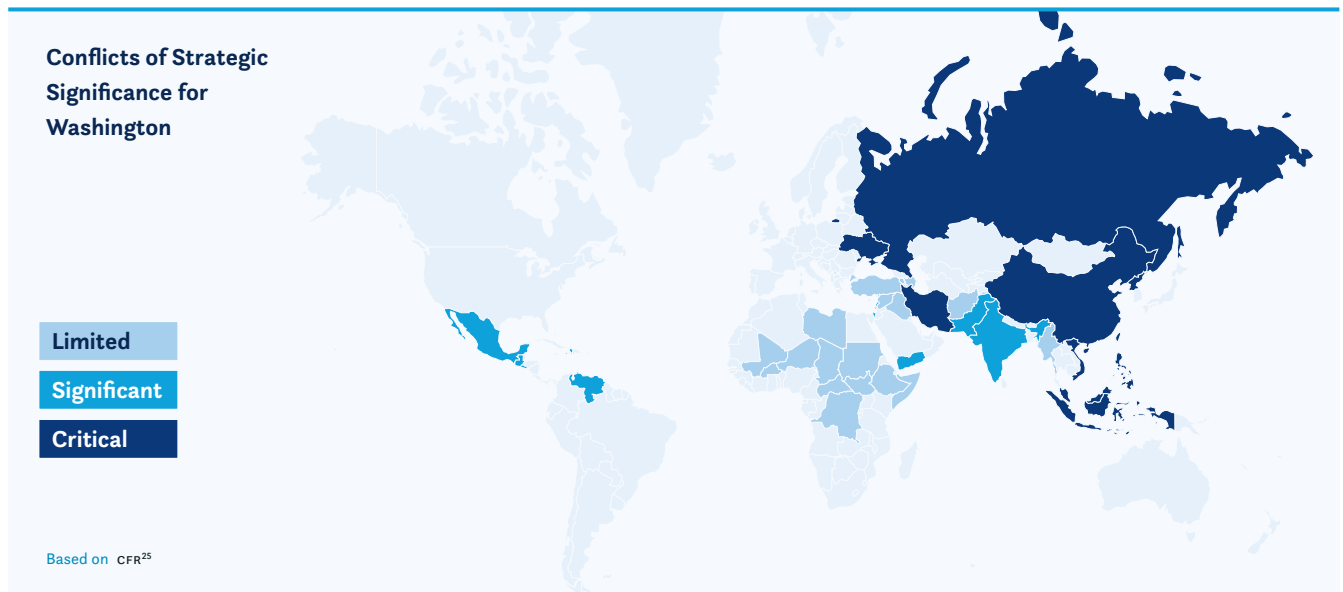 Conflicts of Strategic
Significance for
Washington
Limited
Significant
Critical
Based on CFR25